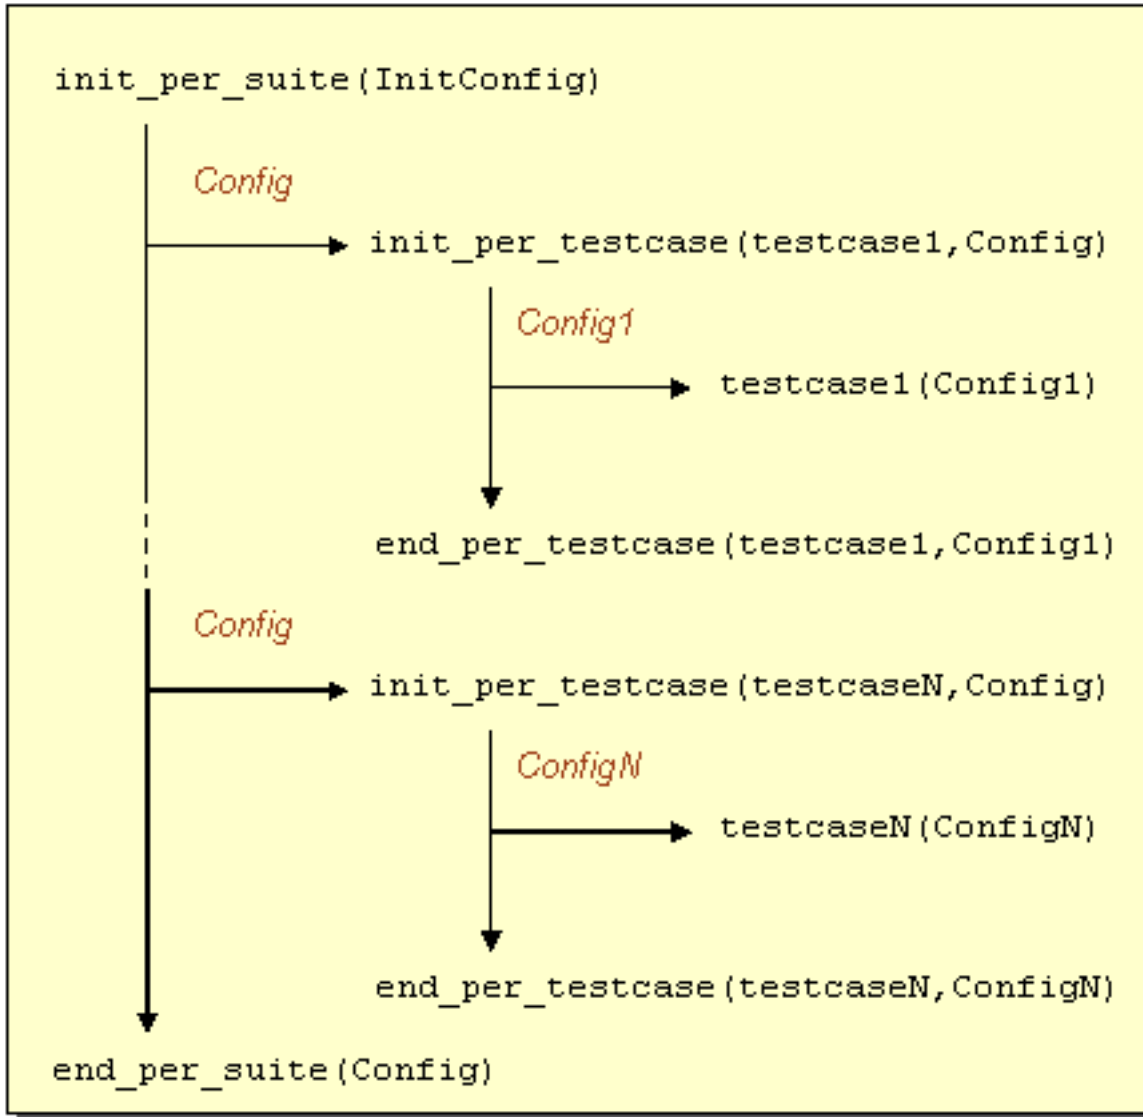 init_per_suite(InitConfig)
Config
init_per_testcase(testcase1,Config)
Config1
testcase1(Config1)
end_per_testcase(testcase1,Config1)
Config
init_per_testcase(testcaseN,Config)
ConfigN
testcaseN(ConfigN)
end_per_testcase(testcaseN,ConfigN)
end_per_suite(Config)